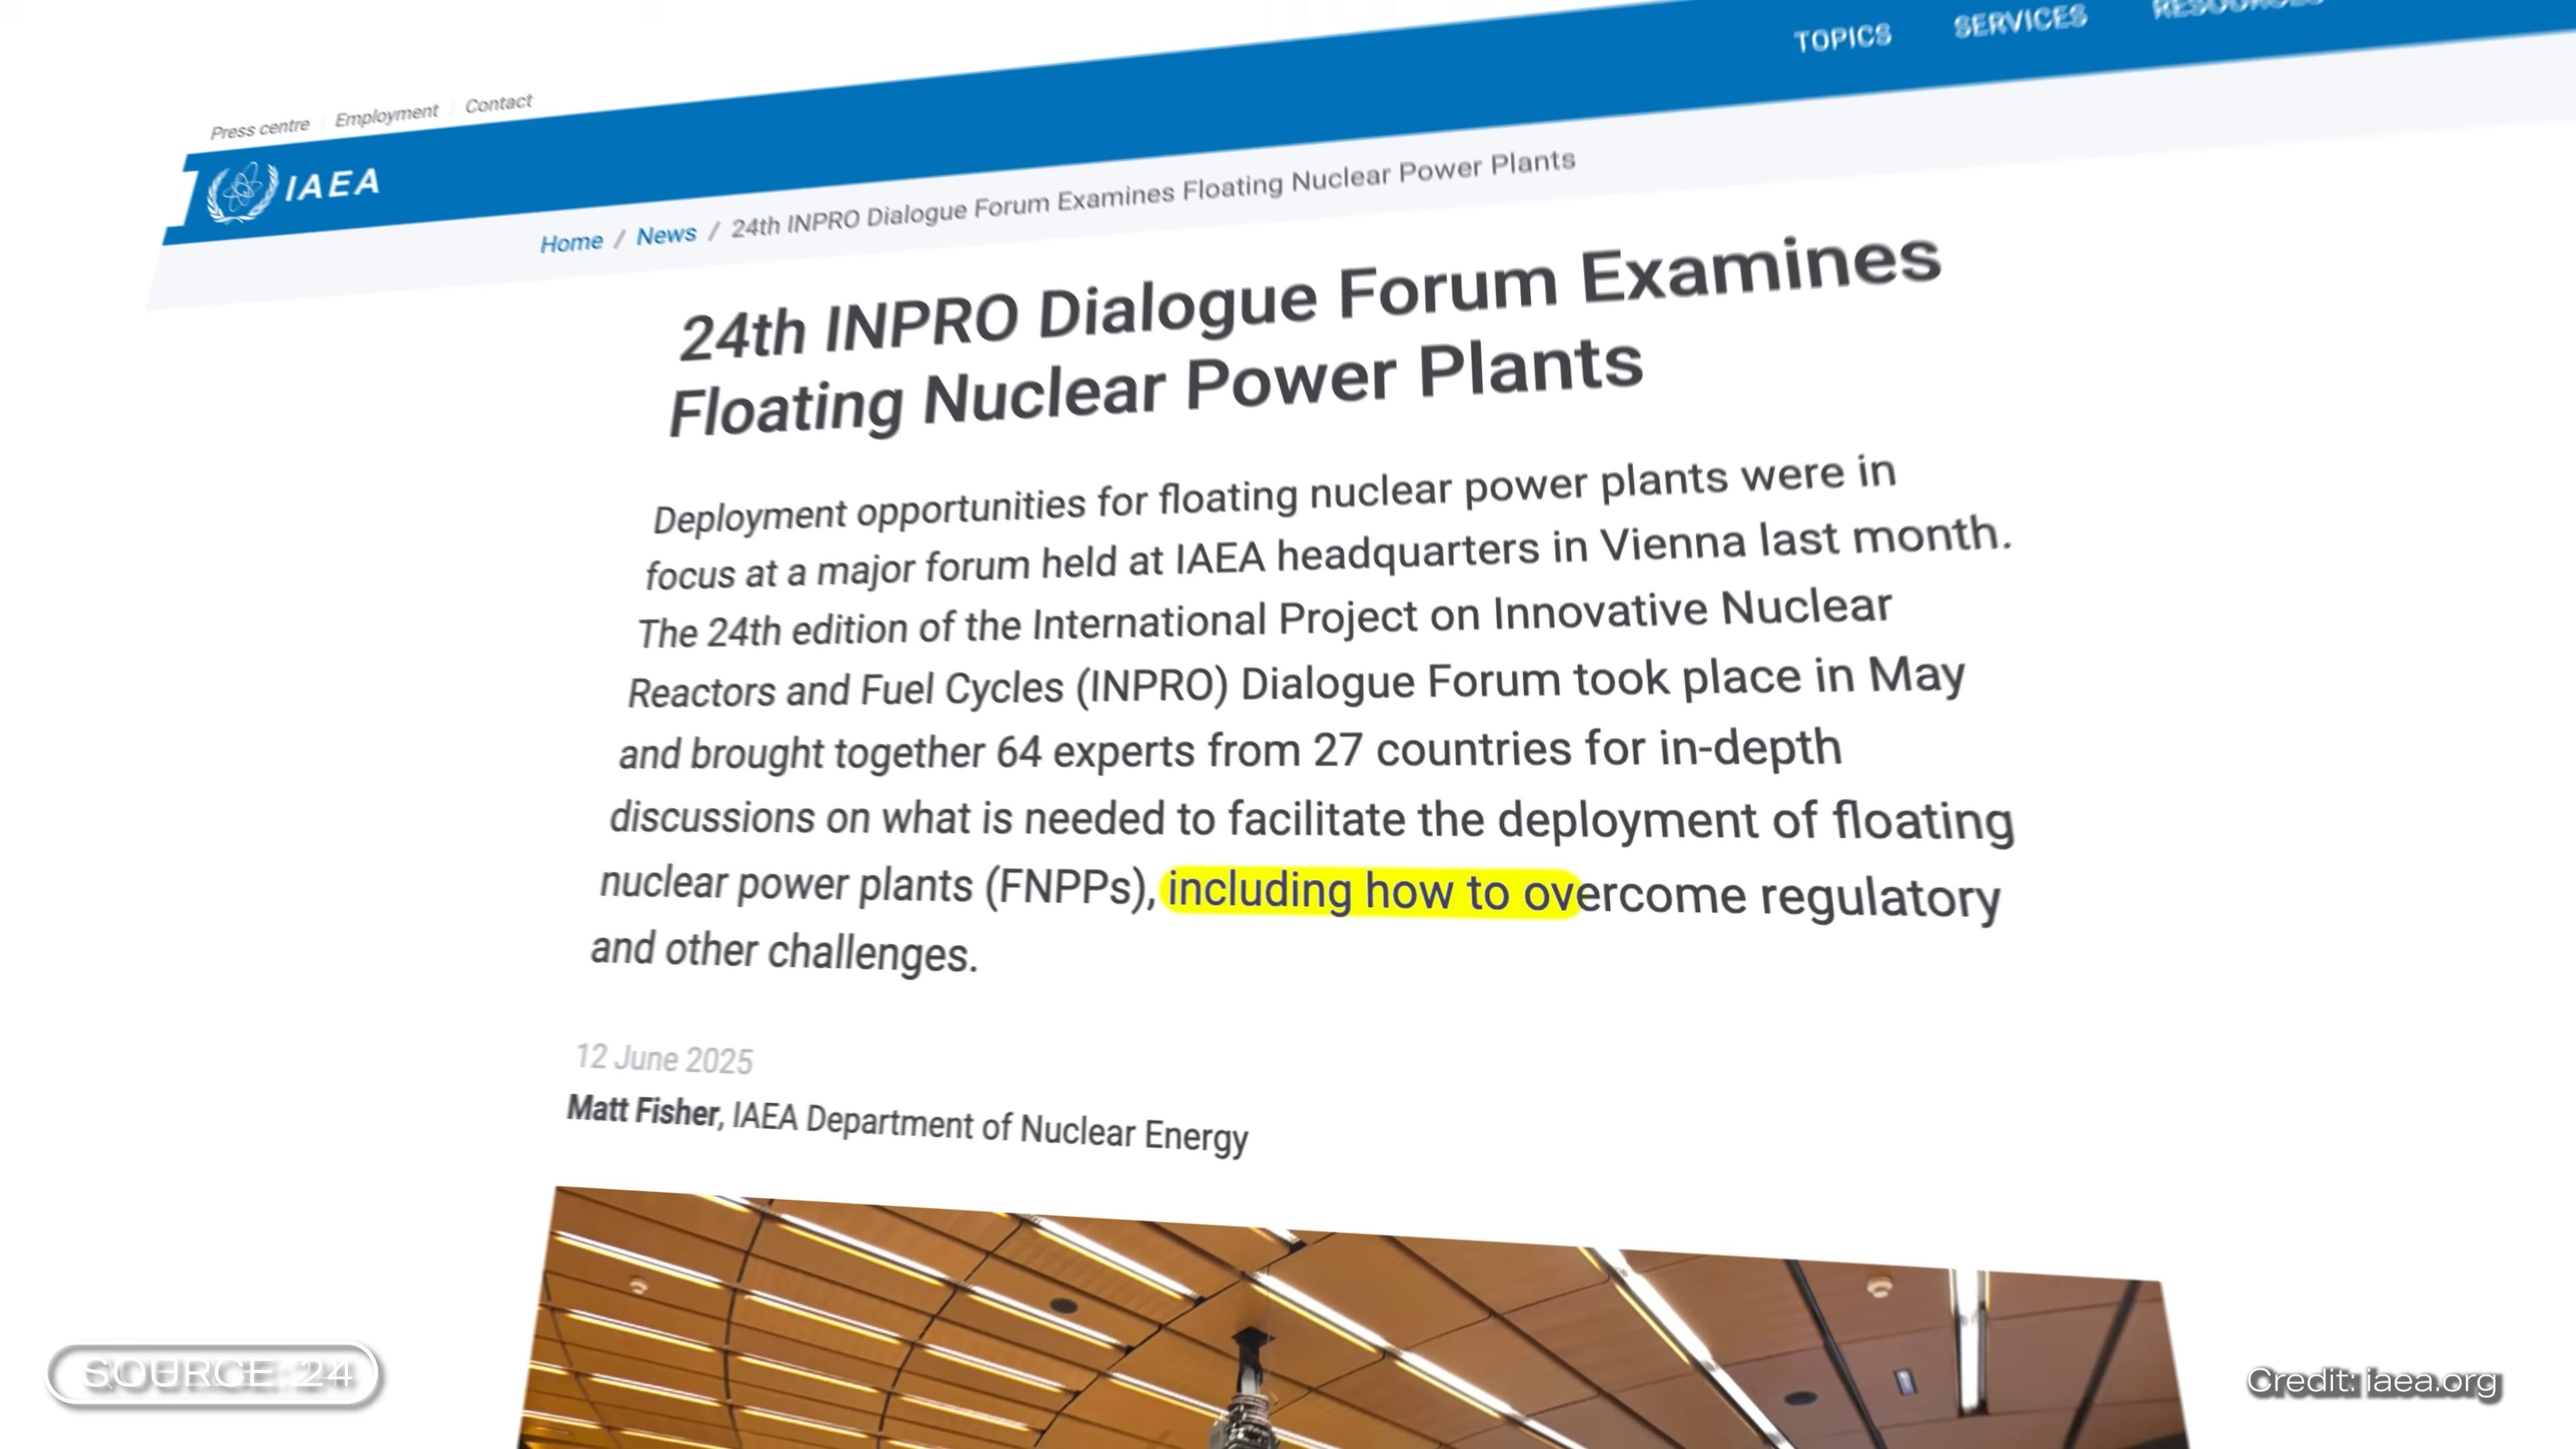 TOPICS SERVICES RESOURCES
Press centre Employment Contact
IAEA
Home / News / 24th INPRO Dialogue Forum Examines Floating Nuclear Power Plants
24th INPRO Dialogue Forum Examines
Floating Nuclear Power Plants
Deployment opportunities for floating nuclear power plants were in
focus at a major forum held at IAEA headquarters in Vienna last month.
The 24th edition of the International Project on Innovative Nuclear
Reactors and Fuel Cycles (INPRO) Dialogue Forum took place in May
and brought together 64 experts from 27 countries for in-depth
discussions on what is needed to facilitate the deployment of floating
nuclear power plants (FNPPs), including how to overcome regulatory
and other challenges.
12 June 2025
Matt Fisher, IAEA Department of Nuclear Energy
SOURCE: 24
Credit: iaea.org